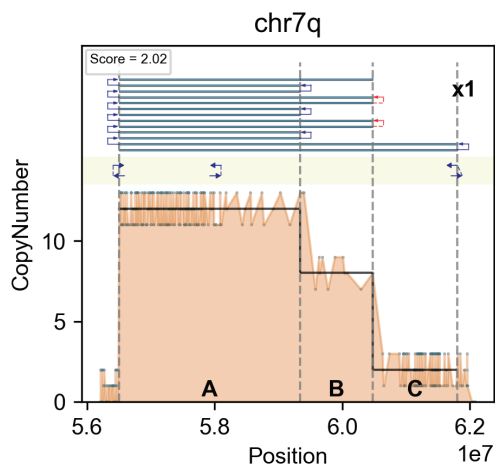 chr7q
Score = 2.02
x1
CopyNumber
10
5
0
A B C
5.6 5.8 6.0 6.2
Position 1e7